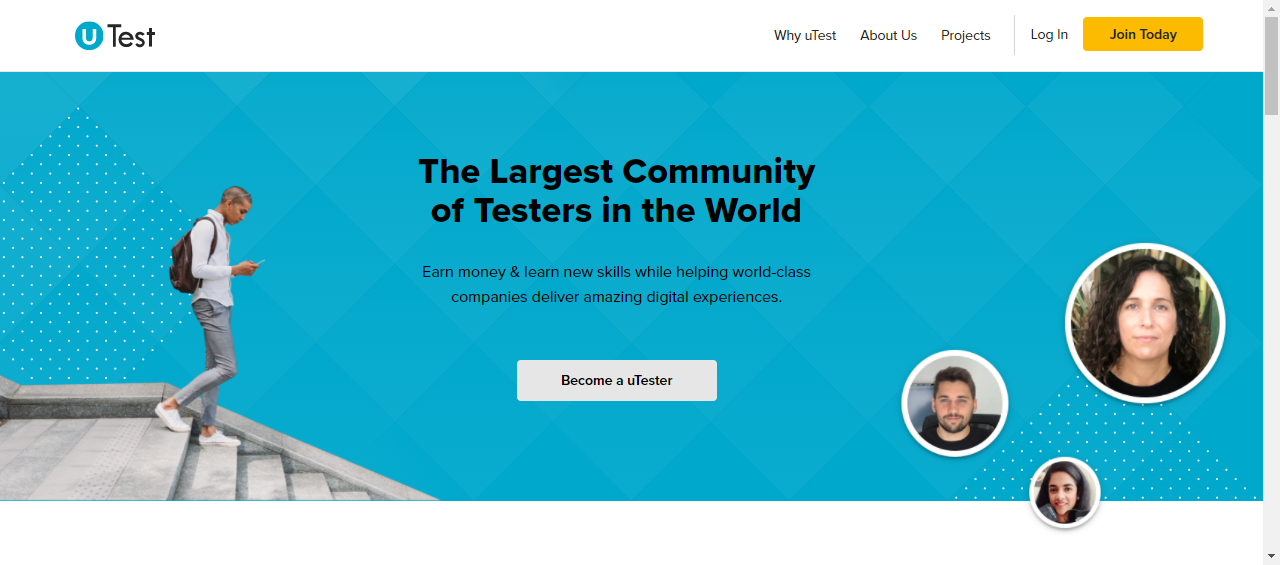 uTest
Why uTest
About Us
Projects
Log In
Join Today
The Largest Community
of Testers in the World
Earn money & learn new skills while helping world-class
companies deliver amazing digital experiences.
Become a uTester